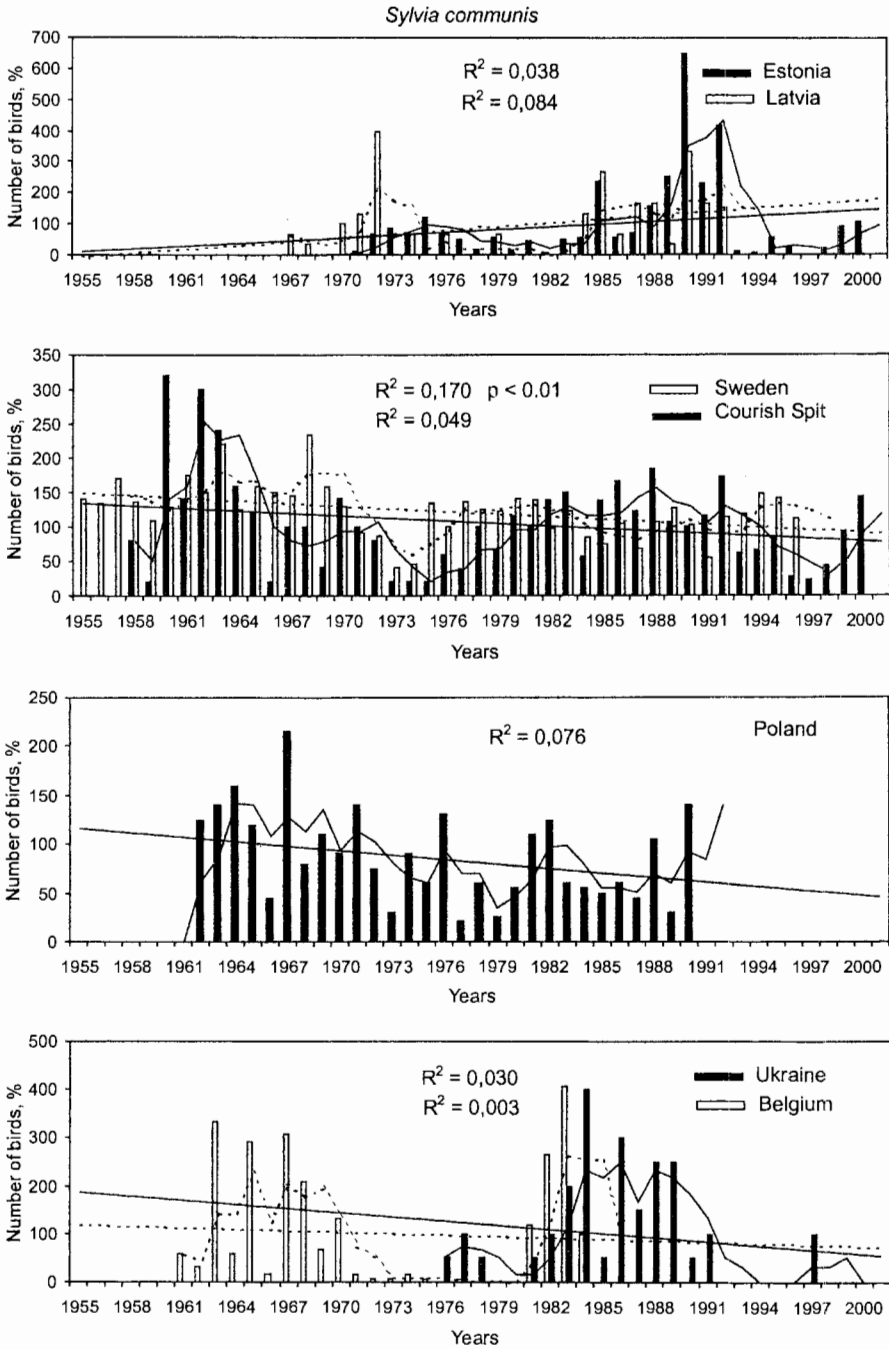 Sylvia communis
Number of birds, %
700
600
500
400
300
200
100
0
R² = 0,038
R² = 0,084
Estonia
Latvia
1955 1958 1961 1964 1967 1970 1973 1976 1979 1982 1985 1988 1991 1994 1997 2000
Years
Number of birds, %
350
300
250
200
150
100
50
0
R² = 0,170 p < 0.01
R² = 0,049
Sweden
Courish Spit
1955 1958 1961 1964 1967 1970 1973 1976 1979 1982 1985 1988 1991 1994 1997 2000
Years
Number of birds, %
250
200
150
100
50
0
R² = 0,076
Poland
1955 1958 1961 1964 1967 1970 1973 1976 1979 1982 1985 1988 1991 1994 1997 2000
Years
Number of birds, %
500
400
300
200
100
0
R² = 0,030
R² = 0,003
Ukraine
Belgium
1955 1958 1961 1964 1967 1970 1973 1976 1979 1982 1985 1988 1991 1994 1997 2000
Years